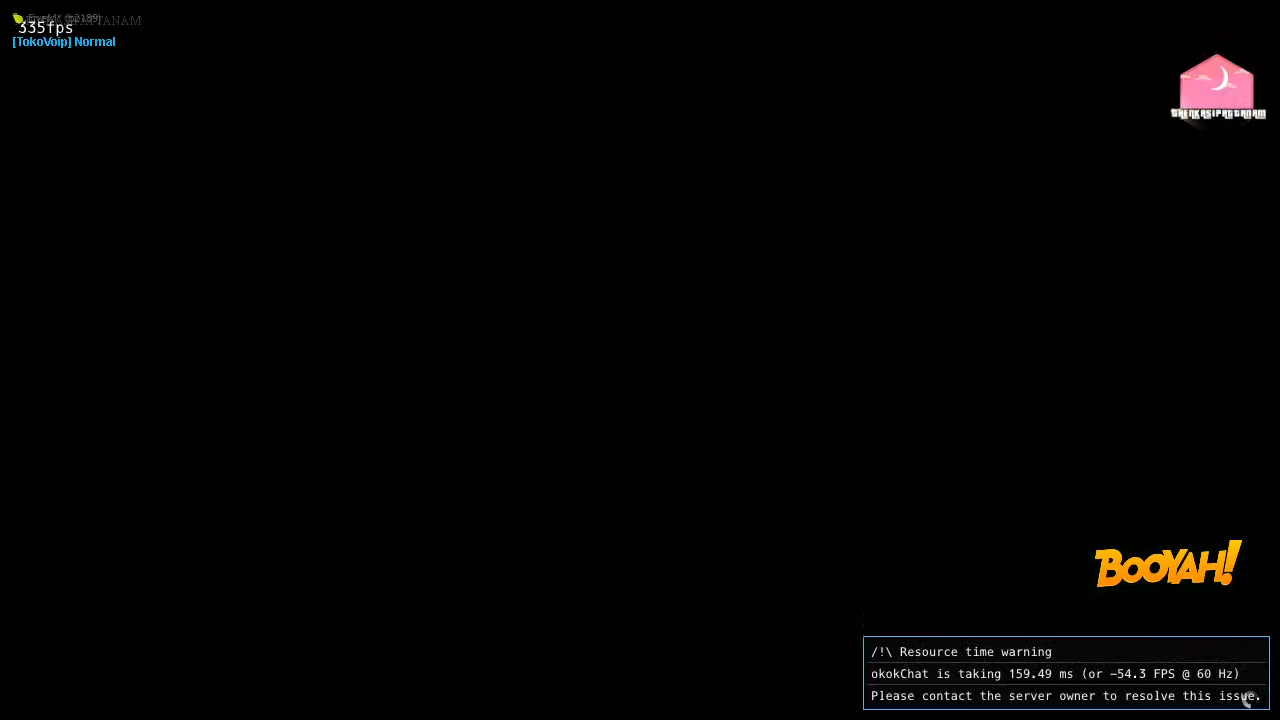 335fps
[TokoVoip] Normal
THENKASIPATTANAM
BOOYAH!
/!\ Resource time warning
okokChat is taking 159.49 ms (or -54.3 FPS @ 60 Hz)
Please contact the server owner to resolve this issue.